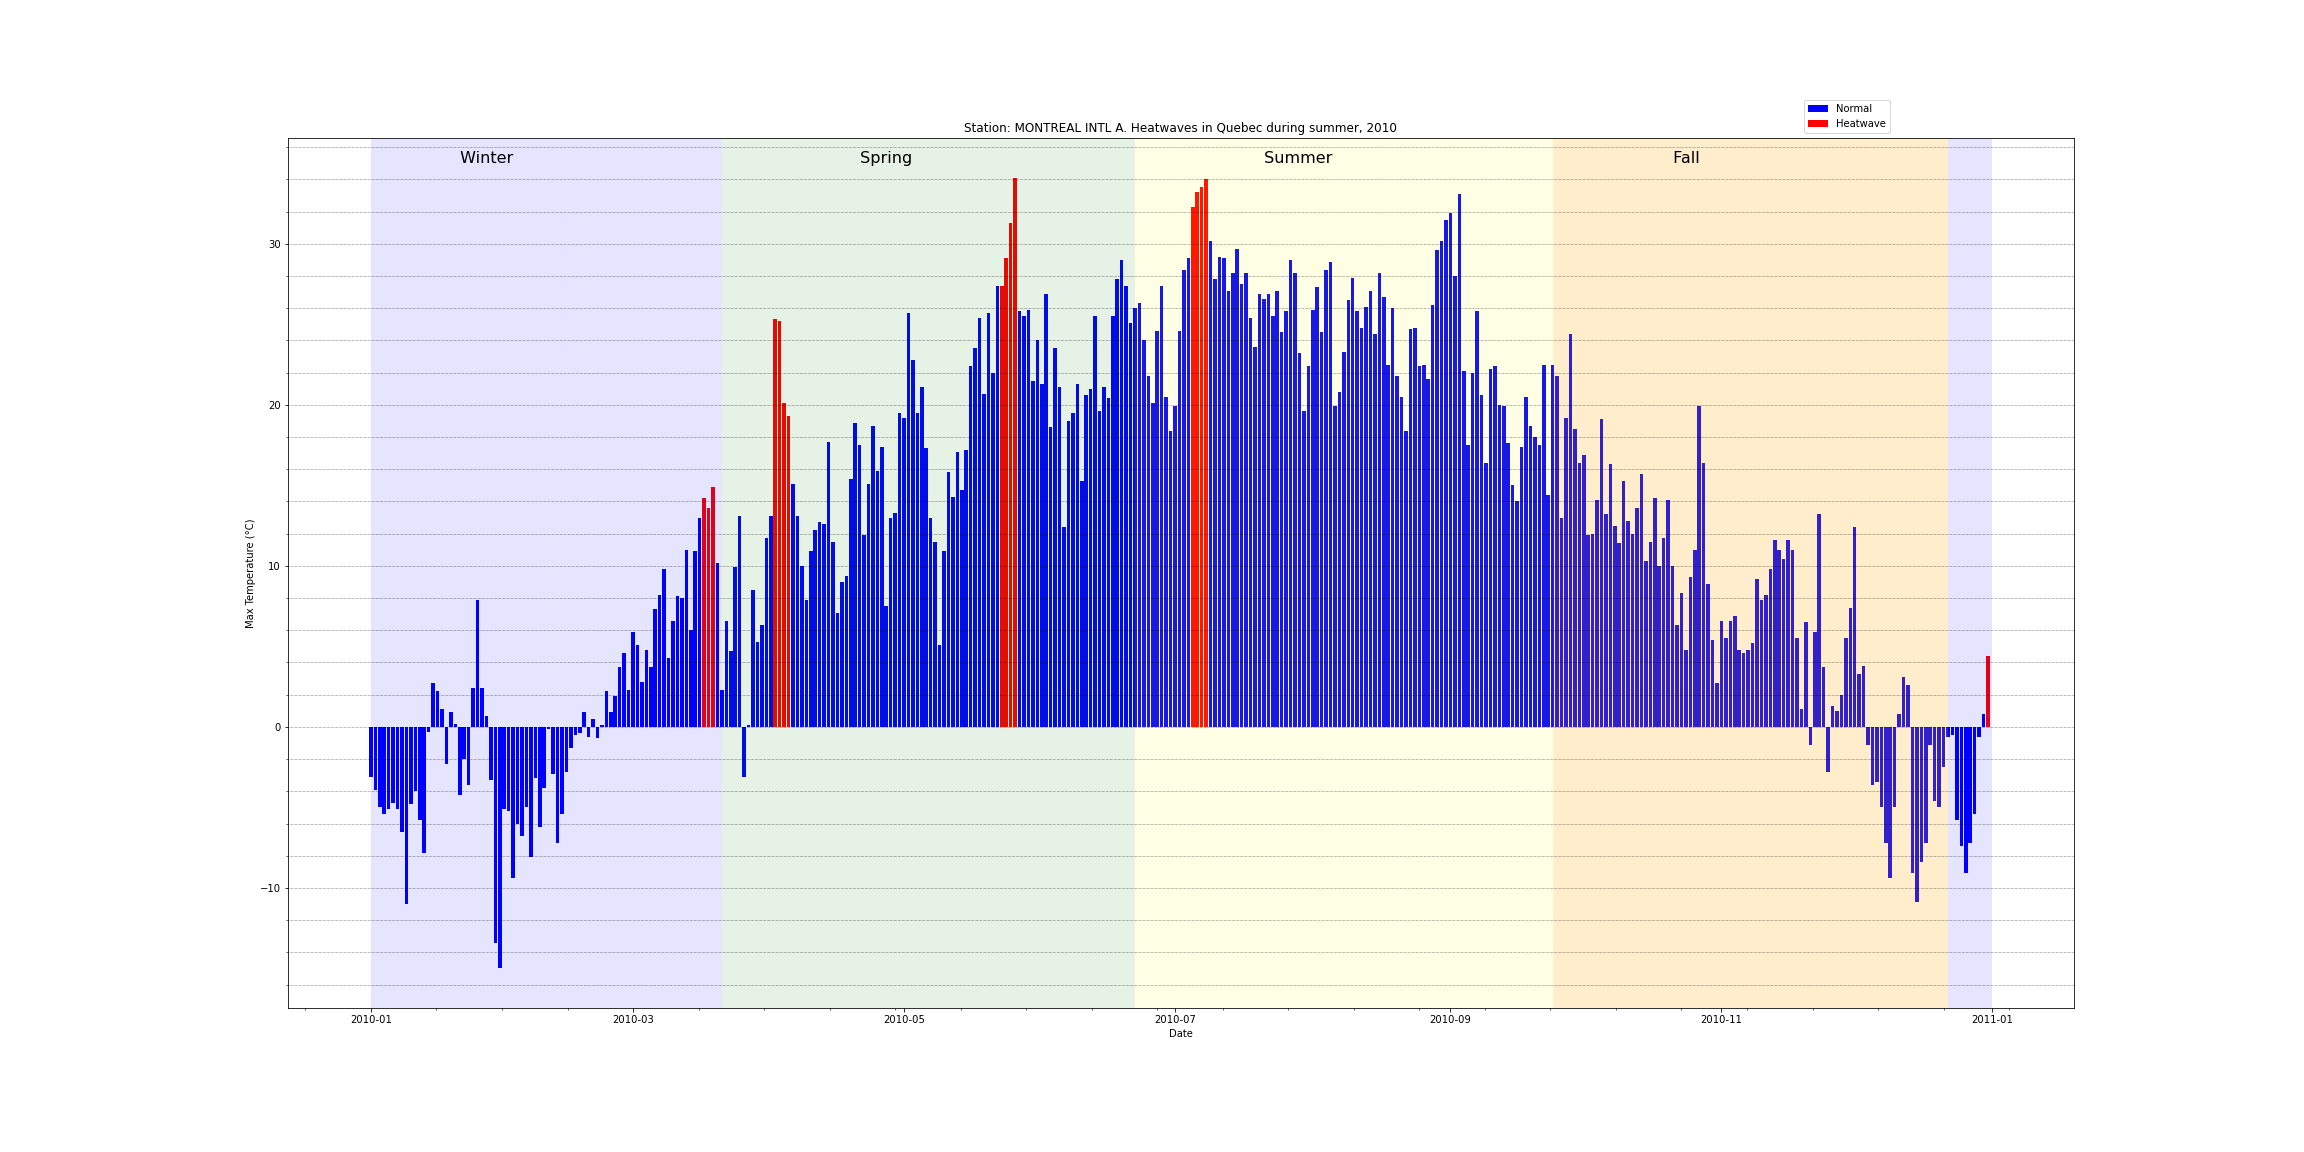 Normal
Heatwave
Station: MONTREAL INTL A. Heatwaves in Quebec during summer, 2010
Winter Spring Summer Fall
30
20
10
0
−10
Max Temperature (°C)
2010-01 2010-03 2010-05 2010-07 2010-09 2010-11 2011-01
Date